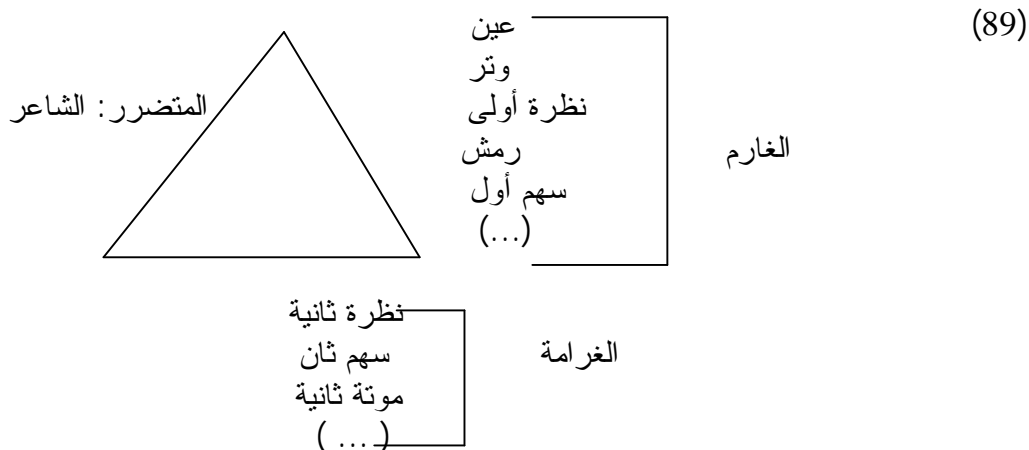 (89)
عين
وتر
نظرة أولى
المتضرر: الشاعر
رمش
الغارم
سهم أول
(...)
نظرة ثانية
سهم ثان
الغرامة
موتة ثانية
( ... )